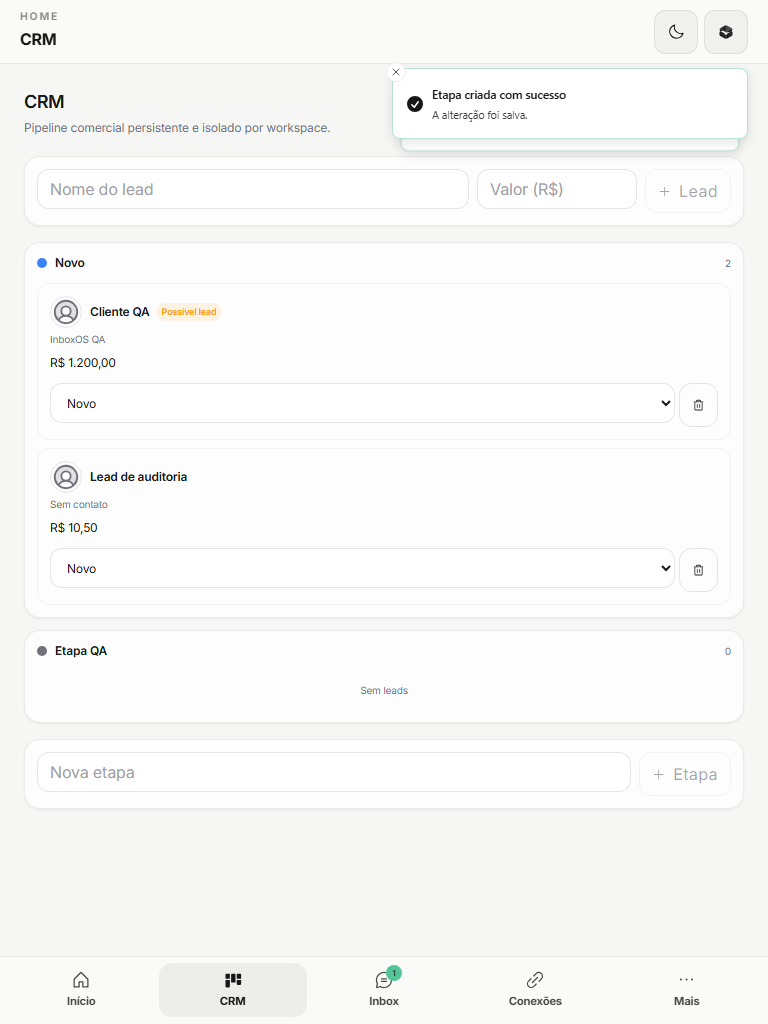 HOME
CRM
CRM
Pipeline comercial persistente e isolado por workspace.
Etapa criada com sucesso
A alteração foi salva.
Nome do lead
Valor (R$)
+ Lead
Novo
2
Cliente QA
Possível lead
InboxOS QA
R$ 1.200,00
Novo
Lead de auditoria
Sem contato
R$ 10,50
Novo
Etapa QA
0
Sem leads
Nova etapa
+ Etapa
Início
CRM
Inbox
1
Conexões
Mais